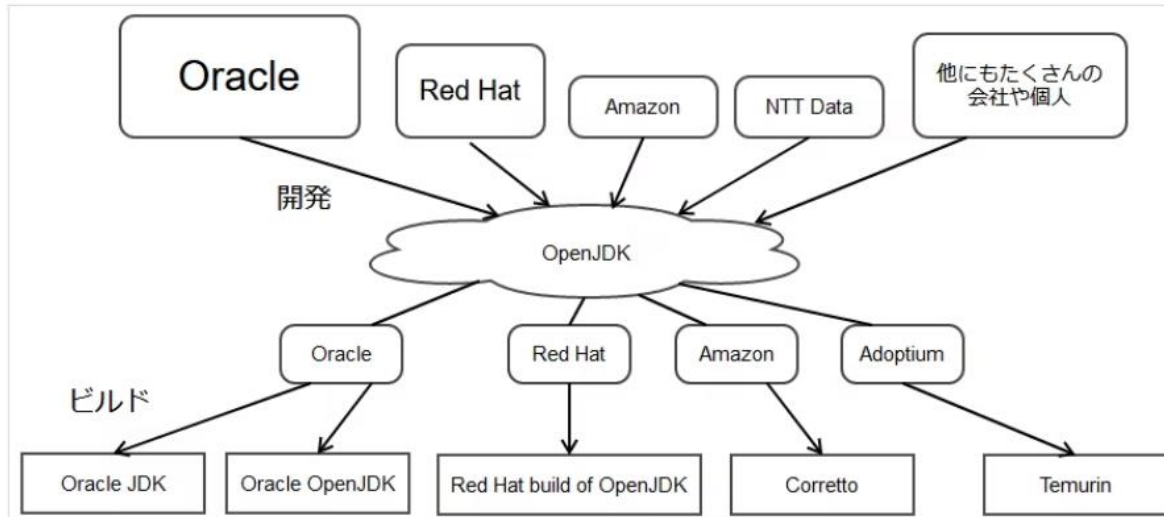 Oracle
Red Hat
Amazon
NTT Data
他にもたくさんの
会社や個人
開発
OpenJDK
Oracle
Red Hat
Amazon
Adoptium
ビルド
Oracle JDK
Oracle OpenJDK
Red Hat build of OpenJDK
Corretto
Temurin